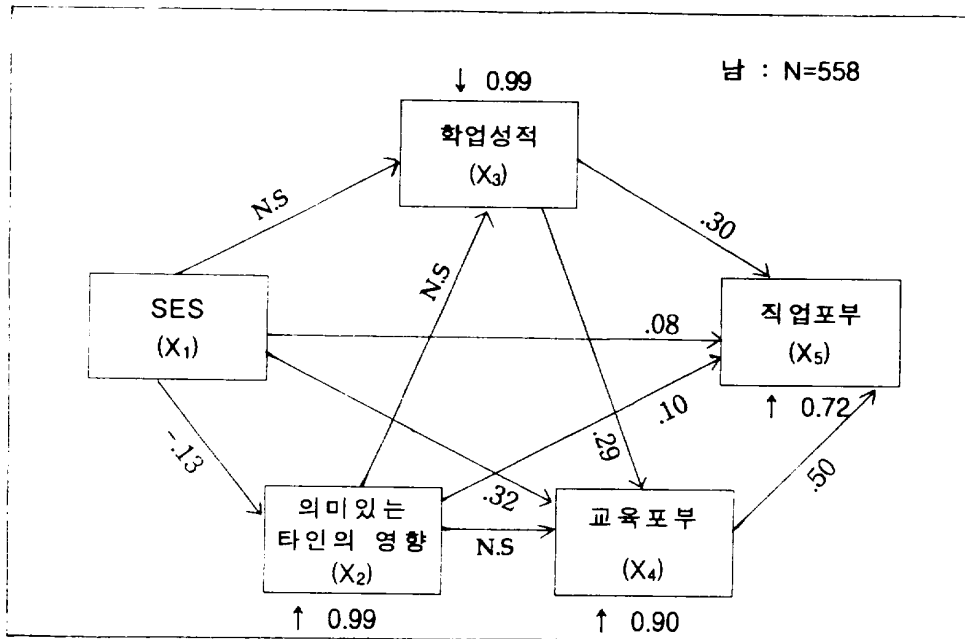 남 : N=558
↓ 0.99
학업성적
(X₃)
N.S
N.S
.30
SES
(X₁)
.08
직업포부
(X₅)
↑ 0.72
-.13
.10
.29
.32
.50
의미있는
타인의 영향
(X₂)
N.S
교육포부
(X₄)
↑ 0.99
↑ 0.90